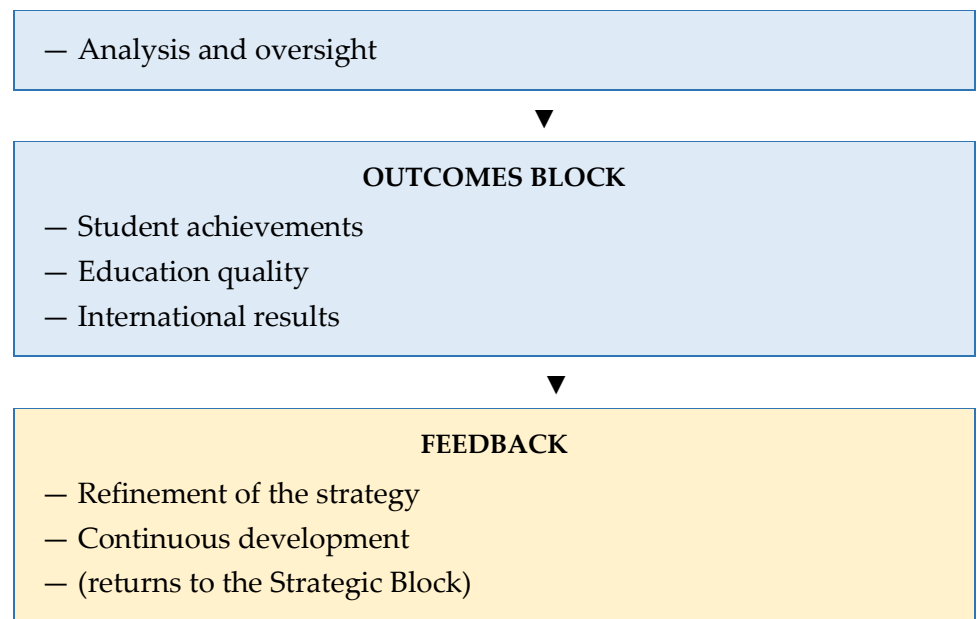 — Analysis and oversight
▼
OUTCOMES BLOCK
— Student achievements
— Education quality
— International results
▼
FEEDBACK
— Refinement of the strategy
— Continuous development
— (returns to the Strategic Block)